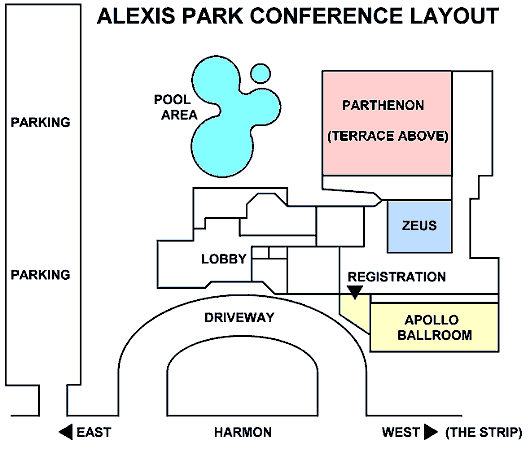 ALEXIS PARK CONFERENCE LAYOUT
POOL
AREA
PARTHENON
(TERRACE ABOVE)
PARKING
ZEUS
LOBBY
PARKING
REGISTRATION
DRIVEWAY
APOLLO
BALLROOM
EAST
HARMON
WEST
(THE STRIP)